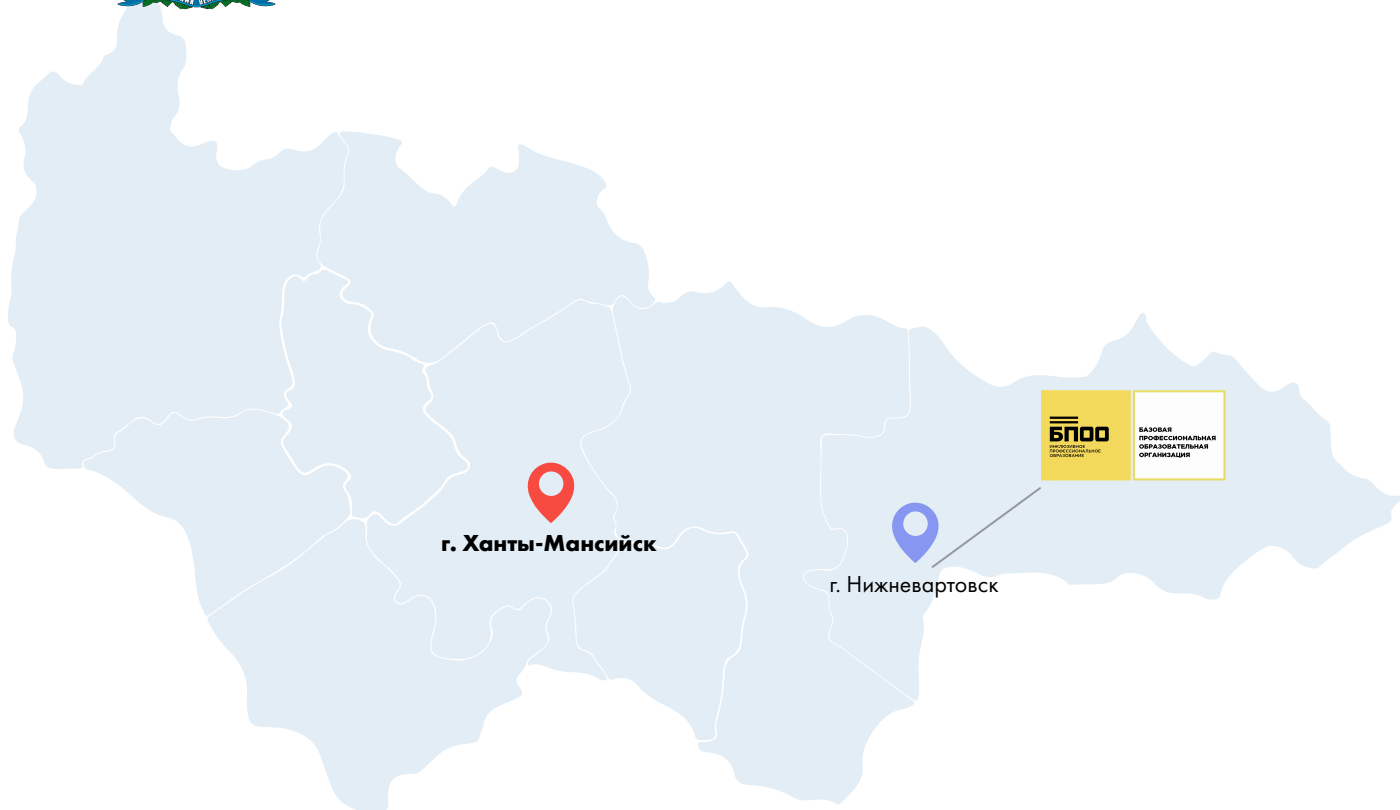 БПОО
ИНКЛЮЗИВНОЕ
ПРОФЕССИОНАЛЬНОЕ
ОБРАЗОВАНИЕ
БАЗОВАЯ
ПРОФЕССИОНАЛЬНАЯ
ОБРАЗОВАТЕЛЬНАЯ
ОРГАНИЗАЦИЯ
г. Ханты-Мансийск
г. Нижневартовск